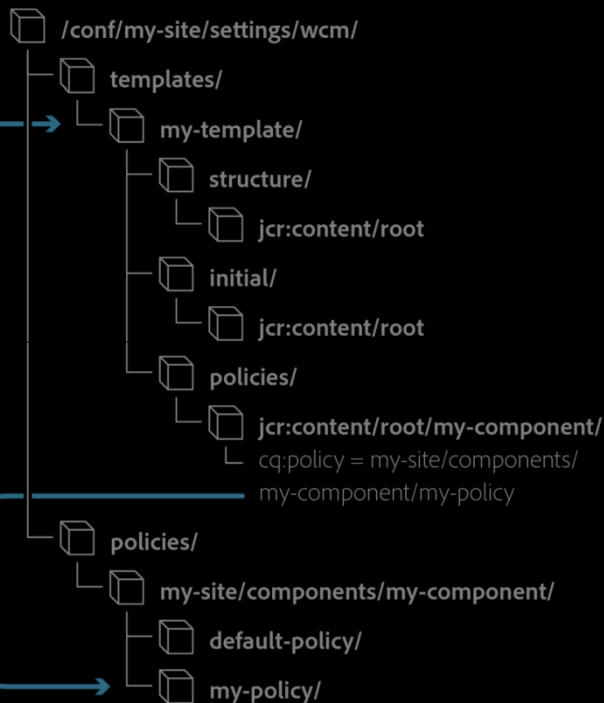 /conf/my-site/settings/wcm/
templates/
my-template/
structure/
jcr:content/root
initial/
jcr:content/root
policies/
jcr:content/root/my-component/
cq:policy = my-site/components/
my-component/my-policy
policies/
my-site/components/my-component/
default-policy/
my-policy/